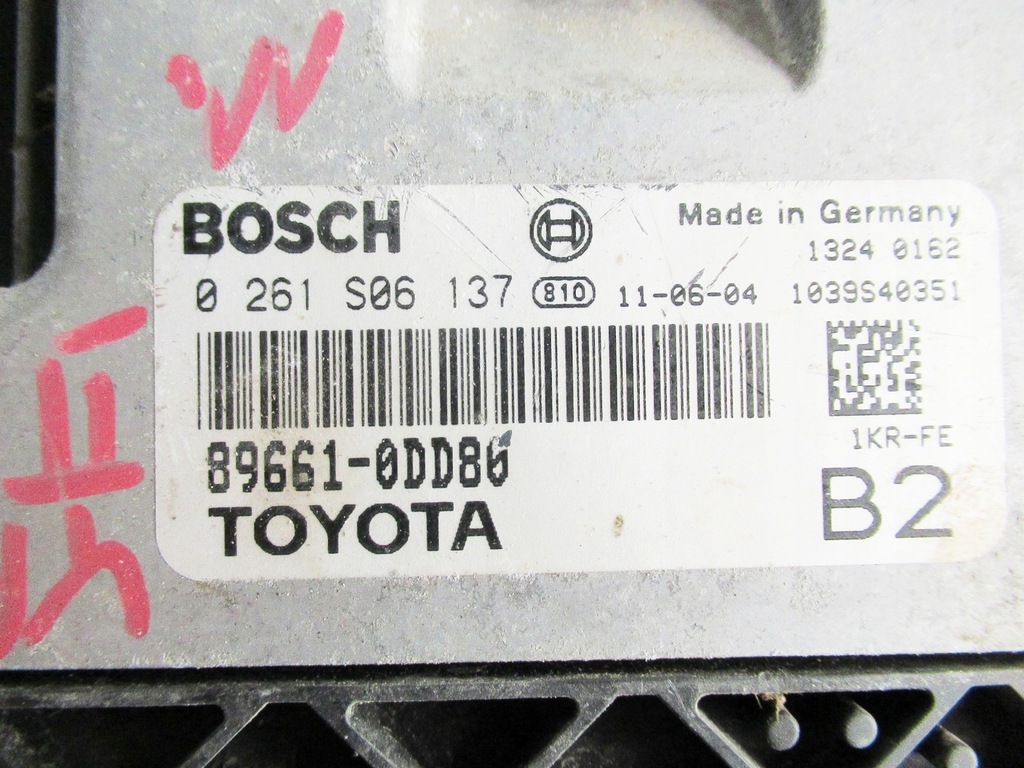 BOSCH
Made in Germany
1324 0162
0 261 S06 137 810 11-06-04 1039S40351
89661-0DD80
1KR-FE
TOYOTA
B2